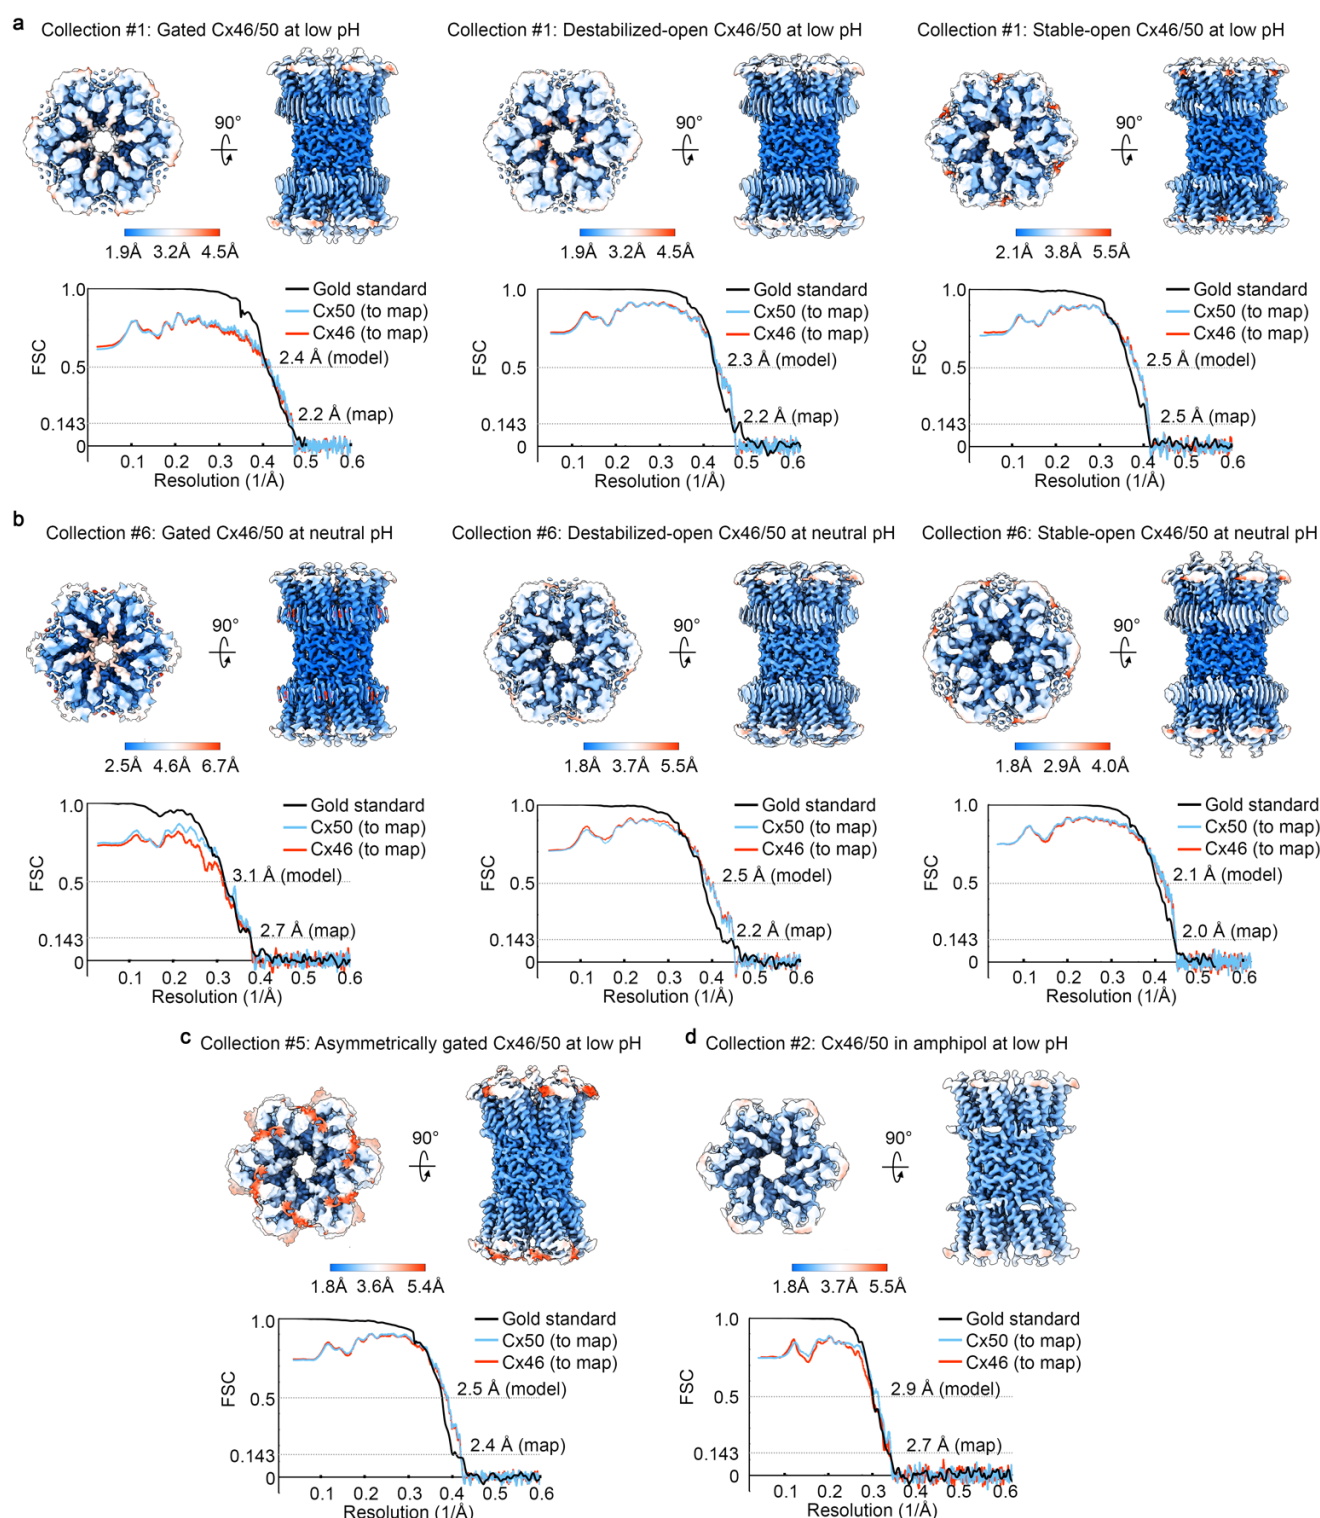 a
Collection #1: Gated Cx46/50 at low pH
Collection #1: Destabilized-open Cx46/50 at low pH
Collection #1: Stable-open Cx46/50 at low pH
90°
90°
90°
1.9Å 3.2Å 4.5Å
1.9Å 3.2Å 4.5Å
2.1Å 3.8Å 5.5Å
1.0
Gold standard
Cx50 (to map)
Cx46 (to map)
FSC
0.5
2.4 Å (model)
0.143
2.2 Å (map)
0
0.1 0.2 0.3 0.4 0.5 0.6
Resolution (1/Å)
1.0
Gold standard
Cx50 (to map)
Cx46 (to map)
FSC
0.5
2.3 Å (model)
0.143
2.2 Å (map)
0
0.1 0.2 0.3 0.4 0.5 0.6
Resolution (1/Å)
1.0
Gold standard
Cx50 (to map)
Cx46 (to map)
FSC
0.5
2.5 Å (model)
0.143
2.5 Å (map)
0
0.1 0.2 0.3 0.4 0.5 0.6
Resolution (1/Å)
b
Collection #6: Gated Cx46/50 at neutral pH
Collection #6: Destabilized-open Cx46/50 at neutral pH
Collection #6: Stable-open Cx46/50 at neutral pH
90°
90°
90°
2.5Å 4.6Å 6.7Å
1.8Å 3.7Å 5.5Å
1.8Å 2.9Å 4.0Å
1.0
Gold standard
Cx50 (to map)
Cx46 (to map)
FSC
0.5
3.1 Å (model)
0.143
2.7 Å (map)
0
0.1 0.2 0.3 0.4 0.5 0.6
Resolution (1/Å)
1.0
Gold standard
Cx50 (to map)
Cx46 (to map)
FSC
0.5
2.5 Å (model)
0.143
2.2 Å (map)
0
0.1 0.2 0.3 0.4 0.5 0.6
Resolution (1/Å)
1.0
Gold standard
Cx50 (to map)
Cx46 (to map)
FSC
0.5
2.1 Å (model)
0.143
2.0 Å (map)
0
0.1 0.2 0.3 0.4 0.5 0.6
Resolution (1/Å)
c
Collection #5: Asymmetrically gated Cx46/50 at low pH
90°
1.8Å 3.6Å 5.4Å
1.0
Gold standard
Cx50 (to map)
Cx46 (to map)
FSC
0.5
2.5 Å (model)
0.143
2.4 Å (map)
0
0.1 0.2 0.3 0.4 0.5 0.6
Resolution (1/Å)
d
Collection #2: Cx46/50 in amphipol at low pH
90°
1.8Å 3.7Å 5.5Å
1.0
Gold standard
Cx50 (to map)
Cx46 (to map)
FSC
0.5
2.9 Å (model)
0.143
2.7 Å (map)
0
0.1 0.2 0.3 0.4 0.5 0.6
Resolution (1/Å)